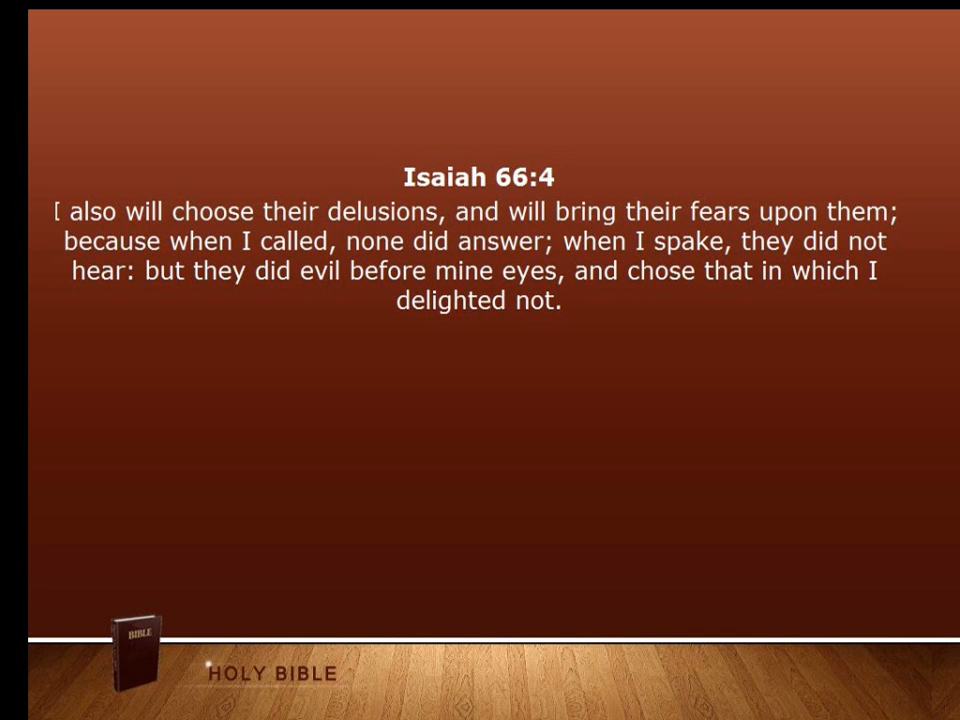 Isaiah 66:4
I also will choose their delusions, and will bring their fears upon them;
because when I called, none did answer; when I spake, they did not
hear: but they did evil before mine eyes, and chose that in which I
delighted not.
BIBLE
HOLY BIBLE